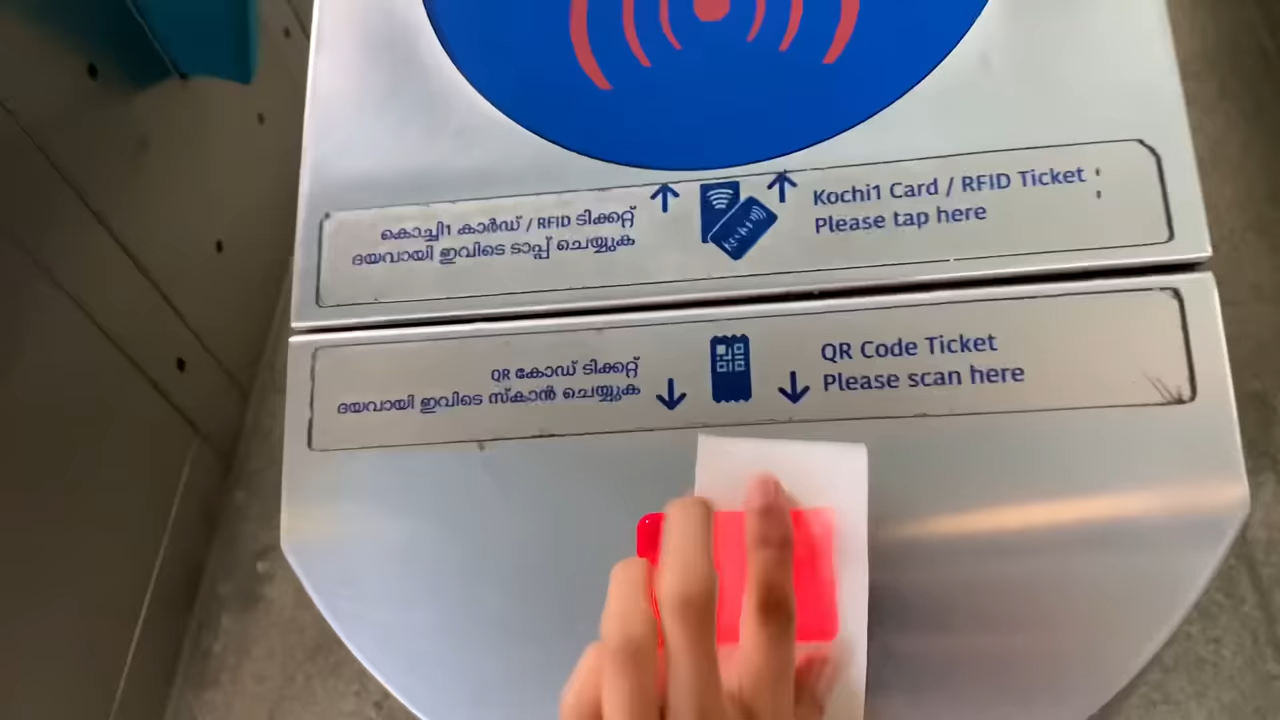 കൊച്ചി1 കാർഡ് / RFID ടിക്കറ്റ്
ദയവായി ഇവിടെ ടാപ്പ് ചെയ്യുക
Kochi1
Kochi1 Card / RFID Ticket
Please tap here
QR കോഡ് ടിക്കറ്റ്
ദയവായി ഇവിടെ സ്കാൻ ചെയ്യുക
QR Code Ticket
Please scan here